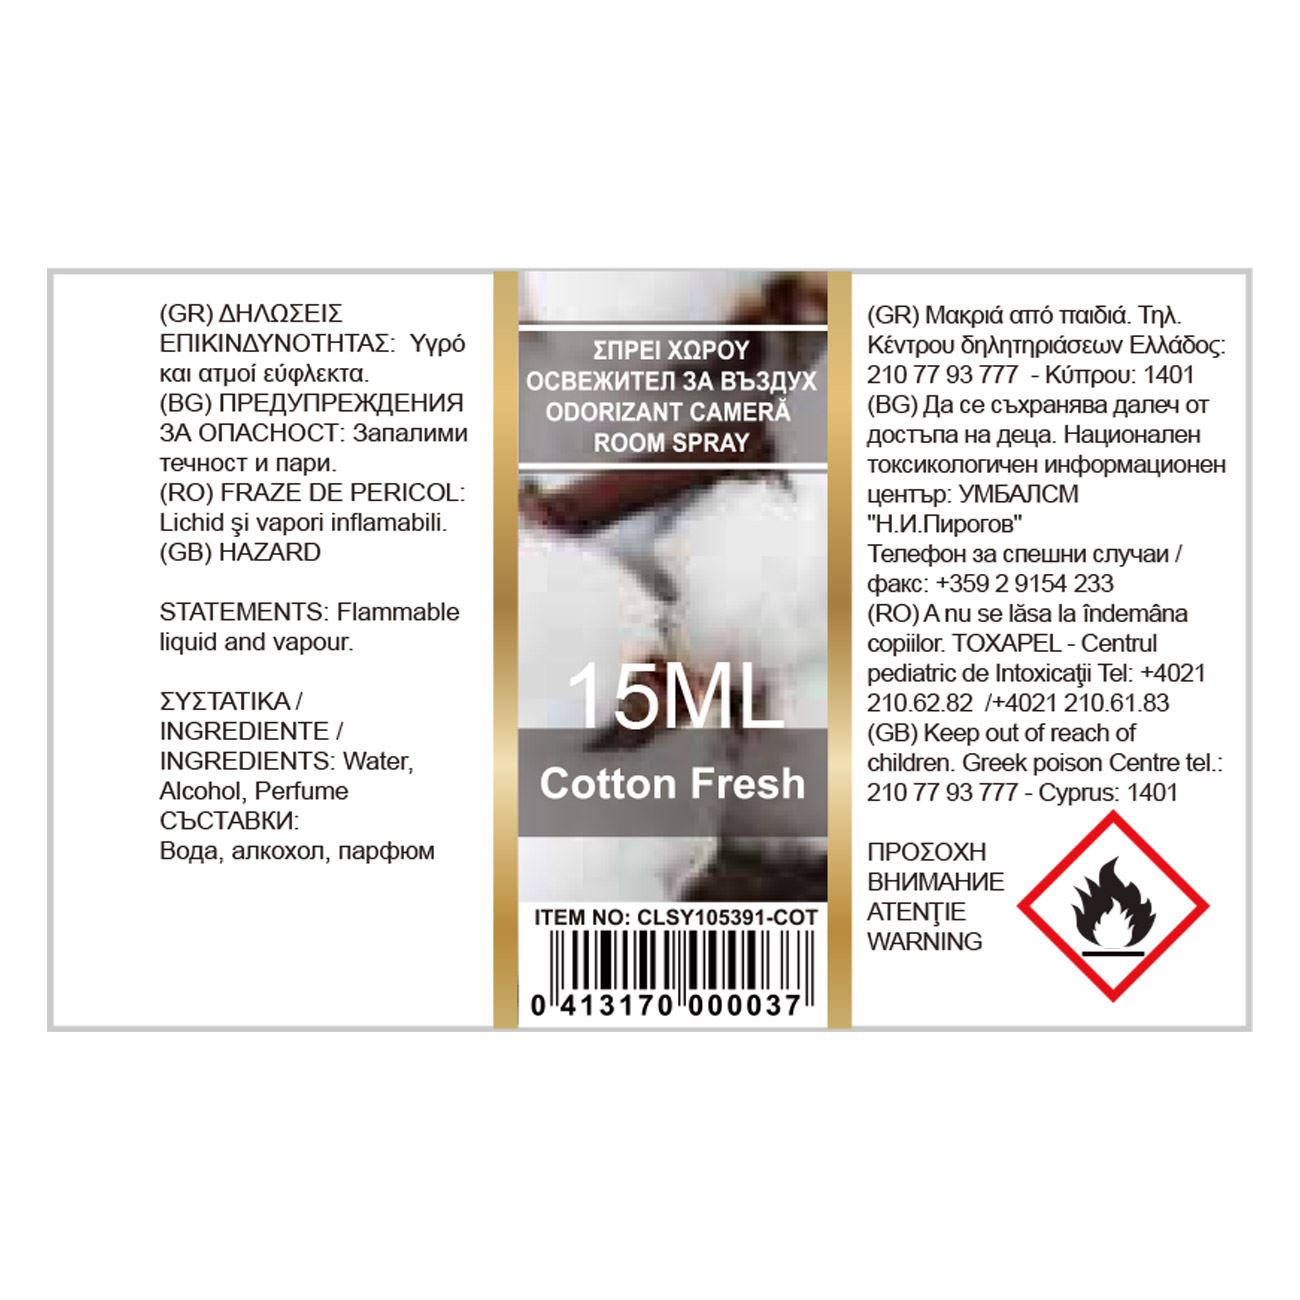 (GR) ΔΗΛΩΣΕΙΣ
ΕΠΙΚΙΝΔΥΝΟΤΗΤΑΣ: Υγρό
και ατμοί εύφλεκτα.
(BG) ПРЕДУПРЕЖДЕНИЯ
ЗА ОПАСНОСТ: Запалими
течност и пари.
(RO) FRAZE DE PERICOL:
Lichid şi vapori inflamabili.
(GB) HAZARD
STATEMENTS: Flammable
liquid and vapour.
ΣΥΣΤΑΤΙΚΑ /
INGREDIENTE /
INGREDIENTS: Water,
Alcohol, Perfume
СЪСТАВКИ:
Вода, алкохол, парфюм
ΣΠΡΕΙ ΧΩΡΟΥ
ОСВЕЖИТЕЛ ЗА ВЪЗДУХ
ODORIZANT CAMERĂ
ROOM SPRAY
15ML
Cotton Fresh
ITEM NO: CLSY105391-COT
0 413170 000037
(GR) Μακριά από παιδιά. Τηλ.
Κέντρου δηλητηριάσεων Ελλάδος:
210 77 93 777 - Κύπρου: 1401
(BG) Да се съхранява далеч от
достъпа на деца. Национален
токсикологичен информационен
център: УМБАЛСМ
"Н.И.Пирогов"
Телефон за спешни случаи /
факс: +359 2 9154 233
(RO) A nu se lăsa la îndemâna
copiilor. TOXAPEL - Centrul
pediatric de Intoxicaţii Tel: +4021
210.62.82 /+4021 210.61.83
(GB) Keep out of reach of
children. Greek poison Centre tel.:
210 77 93 777 - Cyprus: 1401
ΠΡΟΣΟΧΗ
ВНИМАНИЕ
ATENŢIE
WARNING